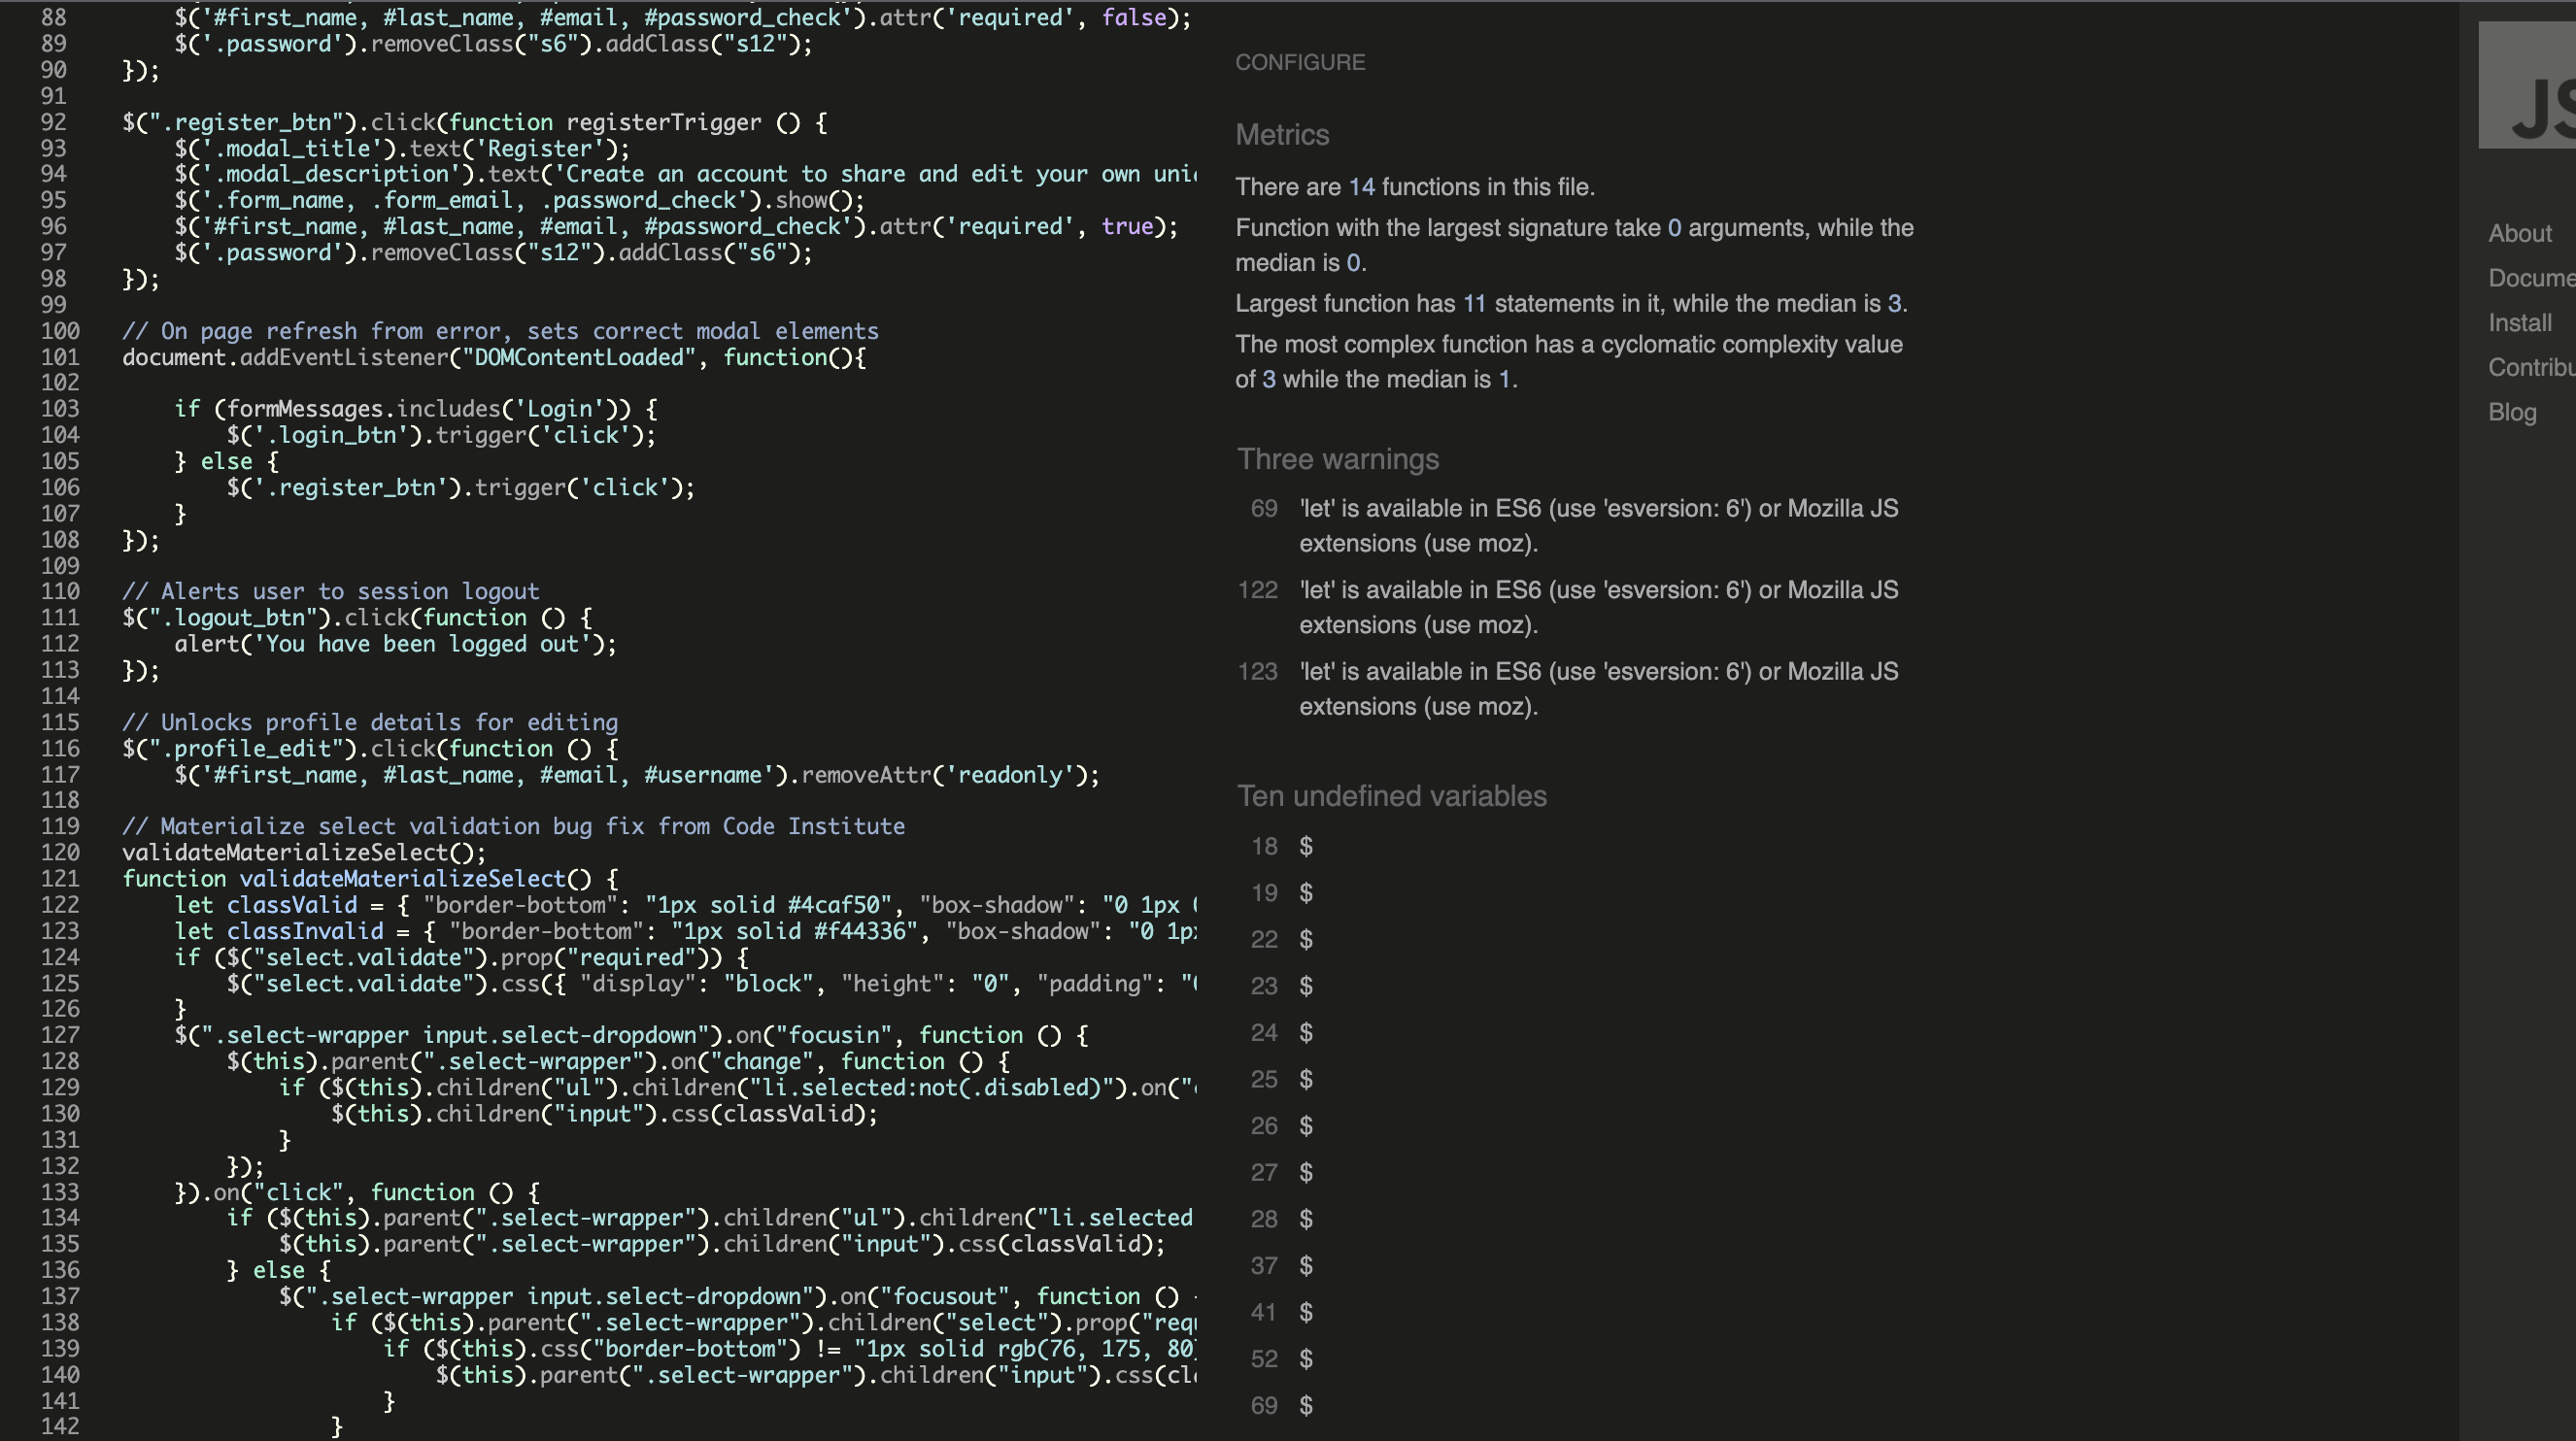 88 $('#first_name, #last_name, #email, #password_check').attr('required', false);
89 $('.password').removeClass("s6").addClass("s12");
90 });
91
92 $(".register_btn").click(function registerTrigger () {
93 $('.modal_title').text('Register');
94 $('.modal_description').text('Create an account to share and edit your own uni
95 $('.form_name, .form_email, .password_check').show();
96 $('#first_name, #last_name, #email, #password_check').attr('required', true);
97 $('.password').removeClass("s12").addClass("s6");
98 });
99
100 // On page refresh from error, sets correct modal elements
101 document.addEventListener("DOMContentLoaded", function(){
102
103 if (formMessages.includes('Login')) {
104 $('.login_btn').trigger('click');
105 } else {
106 $('.register_btn').trigger('click');
107 }
108 });
109
110 // Alerts user to session logout
111 $(".logout_btn").click(function () {
112 alert('You have been logged out');
113 });
114
115 // Unlocks profile details for editing
116 $(".profile_edit").click(function () {
117 $('#first_name, #last_name, #email, #username').removeAttr('readonly');
118
119 // Materialize select validation bug fix from Code Institute
120 validateMaterializeSelect();
121 function validateMaterializeSelect() {
122 let classValid = { "border-bottom": "1px solid #4caf50", "box-shadow": "0 1px
123 let classInvalid = { "border-bottom": "1px solid #f44336", "box-shadow": "0 1px
124 if ($("select.validate").prop("required")) {
125 $("select.validate").css({ "display": "block", "height": "0", "padding": "0
126 }
127 $(".select-wrapper input.select-dropdown").on("focusin", function () {
128 $(this).parent(".select-wrapper").on("change", function () {
129 if ($(this).children("ul").children("li.selected:not(.disabled)").on("
130 $(this).children("input").css(classValid);
131 }
132 });
133 }).on("click", function () {
134 if ($(this).parent(".select-wrapper").children("ul").children("li.selected
135 $(this).parent(".select-wrapper").children("input").css(classValid);
136 } else {
137 $(".select-wrapper input.select-dropdown").on("focusout", function ()
138 if ($(this).parent(".select-wrapper").children("select").prop("requ
139 if ($(this).css("border-bottom") != "1px solid rgb(76, 175, 80)
140 $(this).parent(".select-wrapper").children("input").css(cla
141 }
142 }
CONFIGURE
Metrics
There are 14 functions in this file.
Function with the largest signature take 0 arguments, while the
median is 0.
Largest function has 11 statements in it, while the median is 3.
The most complex function has a cyclomatic complexity value
of 3 while the median is 1.
Three warnings
69 'let' is available in ES6 (use 'esversion: 6') or Mozilla JS
extensions (use moz).
122 'let' is available in ES6 (use 'esversion: 6') or Mozilla JS
extensions (use moz).
123 'let' is available in ES6 (use 'esversion: 6') or Mozilla JS
extensions (use moz).
Ten undefined variables
18 $
19 $
22 $
23 $
24 $
25 $
26 $
27 $
28 $
37 $
41 $
52 $
69 $
JS
About
Docume
Install
Contribu
Blog